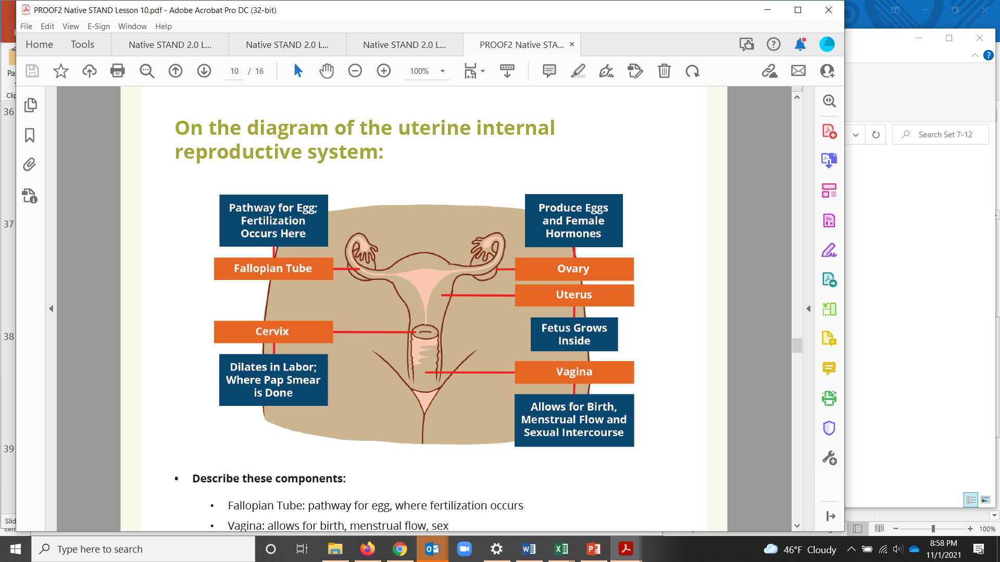 PROOF2 Native STAND Lesson 10.pdf - Adobe Acrobat Pro DC (32-bit)
File Edit View E-Sign Window Help
Home Tools Native STAND 2.0 L... Native STAND 2.0 L... Native STAND 2.0 L... PROOF2 Native STA...
10 / 16 100%
Clip
36
37
38
39
Search Set 7-12
On the diagram of the uterine internal
reproductive system:
Pathway for Egg;
Fertilization
Occurs Here
Produce Eggs
and Female
Hormones
Fallopian Tube
Ovary
Uterus
Cervix
Fetus Grows
Inside
Dilates in Labor;
Where Pap Smear
is Done
Vagina
Allows for Birth,
Menstrual Flow and
Sexual Intercourse
• Describe these components:
• Fallopian Tube: pathway for egg, where fertilization occurs
• Vagina: allows for birth, menstrual flow, sex
Slid
100%
Type here to search
46°F Cloudy
8:58 PM
11/1/2021